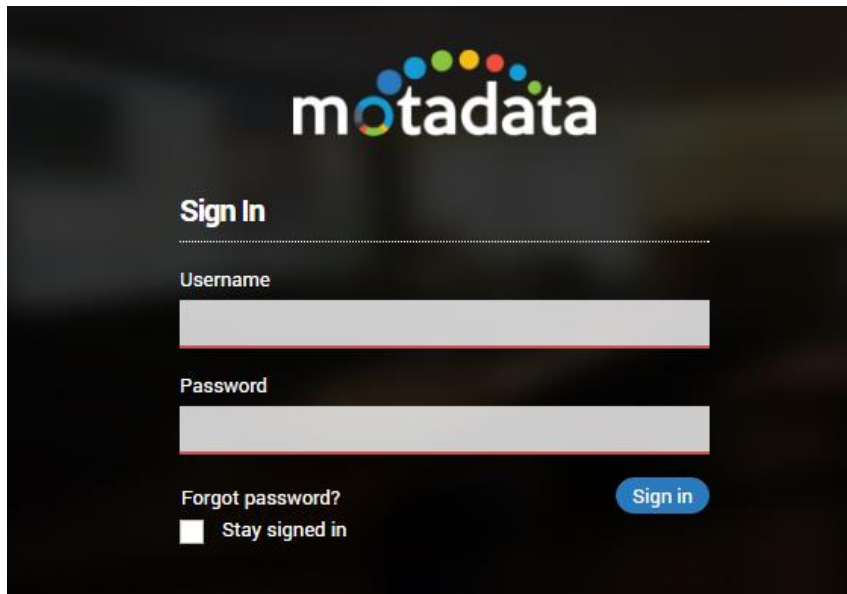 motadata
Sign In
Username
Password
Forgot password?
Sign in
Stay signed in